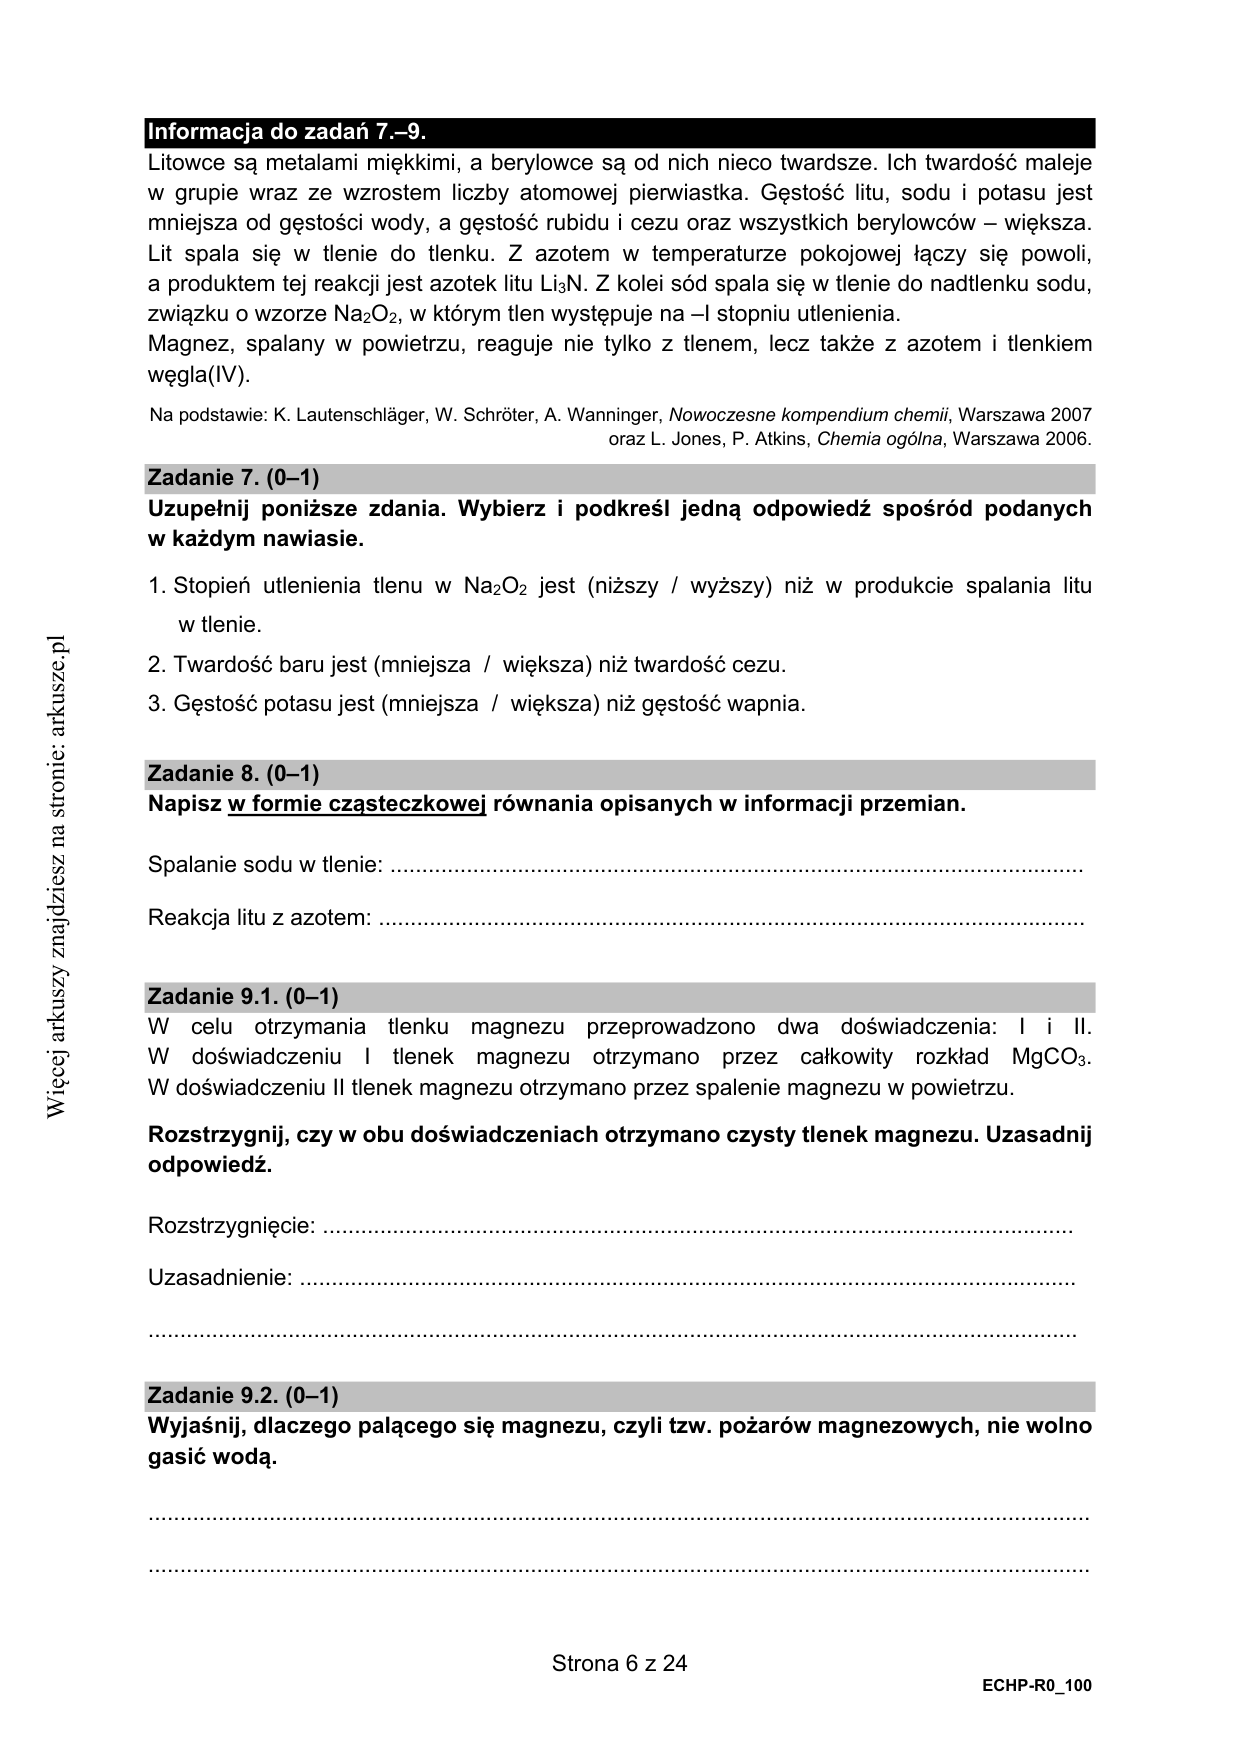 Informacja do zadań 7.–9.
Litowce są metalami miękkimi, a berylowce są od nich nieco twardsze. Ich twardość maleje
w grupie wraz ze wzrostem liczby atomowej pierwiastka. Gęstość litu, sodu i potasu jest
mniejsza od gęstości wody, a gęstość rubidu i cezu oraz wszystkich berylowców – większa.
Lit spala się w tlenie do tlenku. Z azotem w temperaturze pokojowej łączy się powoli,
a produktem tej reakcji jest azotek litu Li₃N. Z kolei sód spala się w tlenie do nadtlenku sodu,
związku o wzorze Na₂O₂, w którym tlen występuje na –I stopniu utlenienia.
Magnez, spalany w powietrzu, reaguje nie tylko z tlenem, lecz także z azotem i tlenkiem
węgla(IV).
Na podstawie: K. Lautenschläger, W. Schröter, A. Wanninger, Nowoczesne kompendium chemii, Warszawa 2007
oraz L. Jones, P. Atkins, Chemia ogólna, Warszawa 2006.
Zadanie 7. (0–1)
Uzupełnij poniższe zdania. Wybierz i podkreśl jedną odpowiedź spośród podanych
w każdym nawiasie.
1. Stopień utlenienia tlenu w Na₂O₂ jest (niższy / wyższy) niż w produkcie spalania litu
w tlenie.
2. Twardość baru jest (mniejsza / większa) niż twardość cezu.
3. Gęstość potasu jest (mniejsza / większa) niż gęstość wapnia.
Zadanie 8. (0–1)
Napisz w formie cząsteczkowej równania opisanych w informacji przemian.
Spalanie sodu w tlenie: ..............................................................................................................
Reakcja litu z azotem: ................................................................................................................
Zadanie 9.1. (0–1)
W celu otrzymania tlenku magnezu przeprowadzono dwa doświadczenia: I i II.
W doświadczeniu I tlenek magnezu otrzymano przez całkowity rozkład MgCO₃.
W doświadczeniu II tlenek magnezu otrzymano przez spalenie magnezu w powietrzu.
Rozstrzygnij, czy w obu doświadczeniach otrzymano czysty tlenek magnezu. Uzasadnij
odpowiedź.
Rozstrzygnięcie: .......................................................................................................................
Uzasadnienie: ...........................................................................................................................
....................................................................................................................................................
Zadanie 9.2. (0–1)
Wyjaśnij, dlaczego palącego się magnezu, czyli tzw. pożarów magnezowych, nie wolno
gasić wodą.
......................................................................................................................................................
......................................................................................................................................................
Strona 6 z 24
ECHP-R0_100
Więcej arkuszy znajdziesz na stronie: arkusze.pl